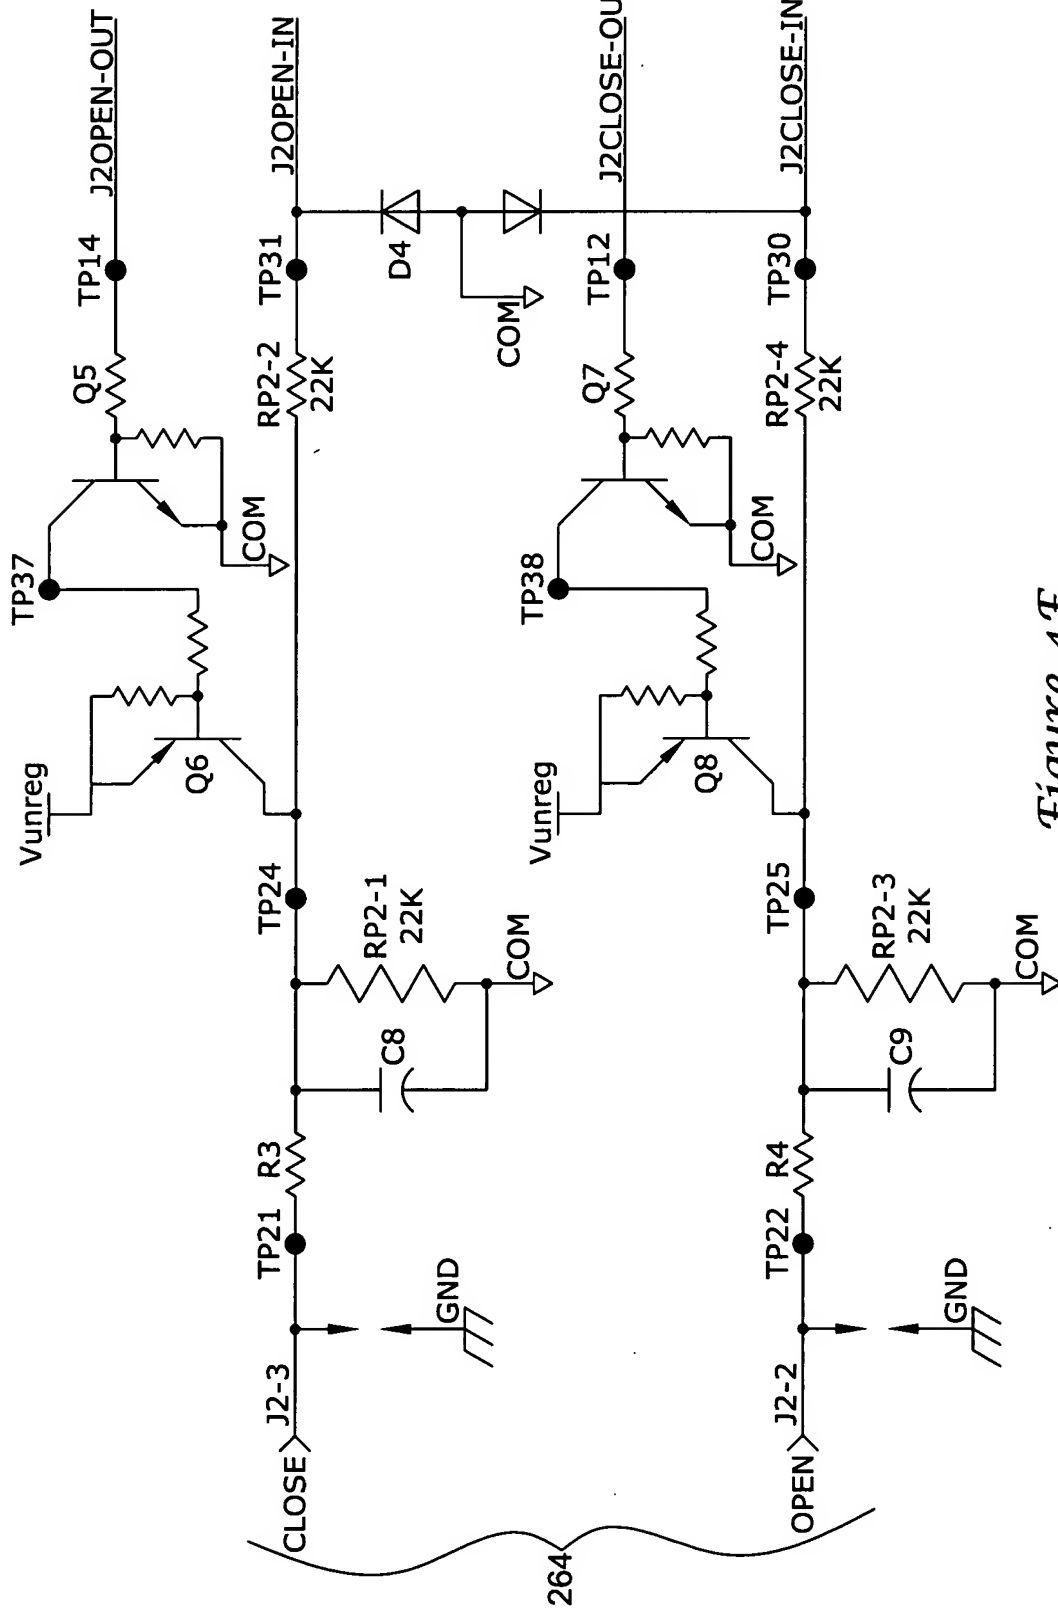 J2OPEN-OUT
TP14
Q5
TP37
COM
Vunreg
Q6
J2OPEN-IN
TP31
RP2-2
22K
TP24
RP2-1
22K
COM
C8
R3
TP21
GND
J2-3
CLOSE
D4
COM
J2CLOSE-OU
TP12
Q7
TP38
COM
Vunreg
Q8
J2CLOSE-IN
TP30
RP2-4
22K
TP25
RP2-3
22K
COM
C9
R4
TP22
GND
J2-2
OPEN
264
Figure 4F